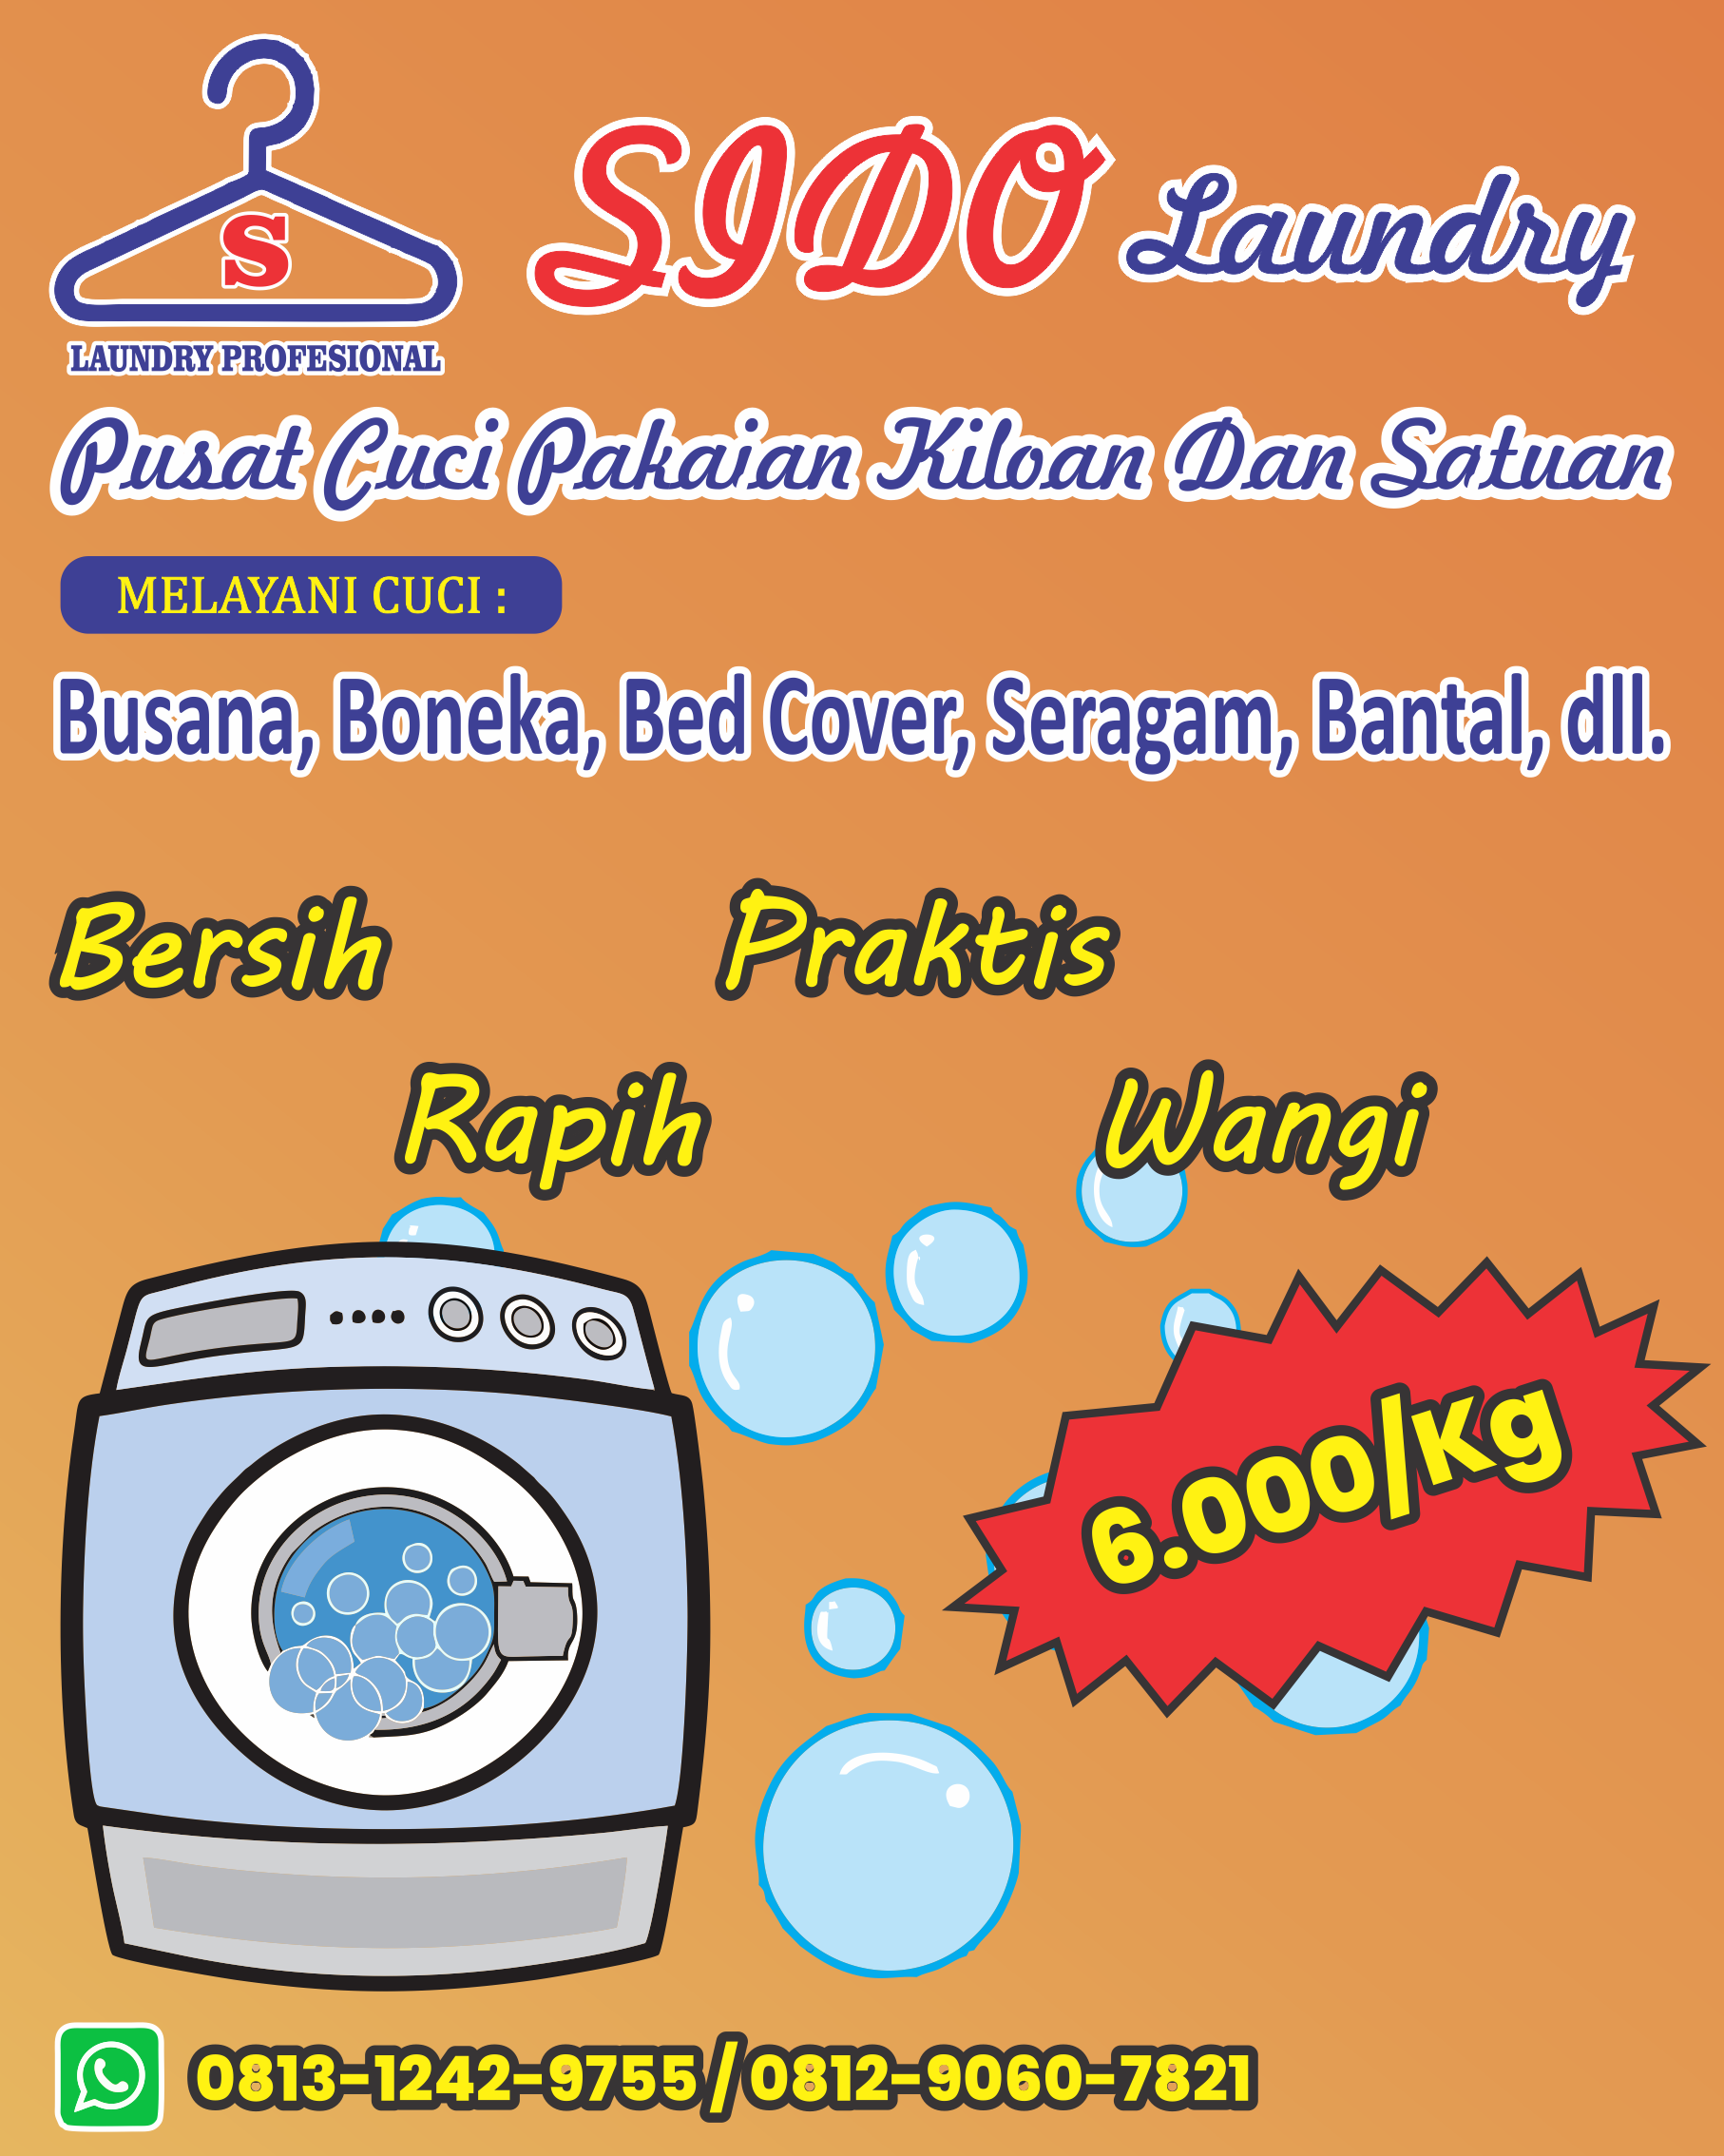 SIDO Laundry
S
LAUNDRY PROFESIONAL
Pusat Cuci Pakaian Kiloan Dan Satuan
MELAYANI CUCI :
Busana, Boneka, Bed Cover, Seragam, Bantal, dll.
Bersih
Praktis
Rapih
Wangi
6.000/kg
0813-1242-9755/0812-9060-7821